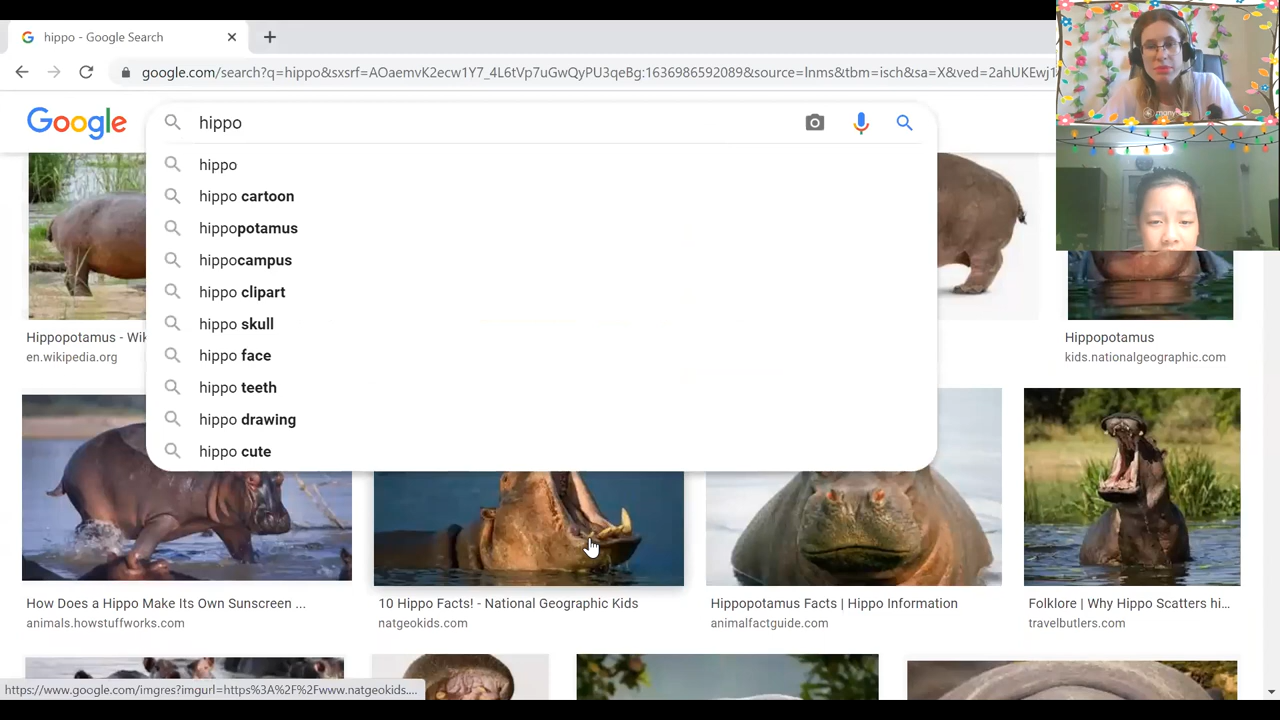 hippo - Google Search
google.com/search?q=hippo&sxsrf=AOaemvK2ecw1Y7_4L6tVp7uGwQyPU3qeBg:1636986592089&source=lnms&tbm=isch&sa=X&ved=2ahUKEwj1
Google
hippo
hippo
hippo cartoon
hippopotamus
hippocampus
hippo clipart
hippo skull
hippo face
hippo teeth
hippo drawing
hippo cute
Hippopotamus - Wik
en.wikipedia.org
Hippopotamus
kids.nationalgeographic.com
How Does a Hippo Make Its Own Sunscreen ...
animals.howstuffworks.com
10 Hippo Facts! - National Geographic Kids
natgeokids.com
Hippopotamus Facts | Hippo Information
animalfactguide.com
Folklore | Why Hippo Scatters hi...
travelbutlers.com
https://www.google.com/imgres?imgurl=https%3A%2F%2Fwww.natgeokids....